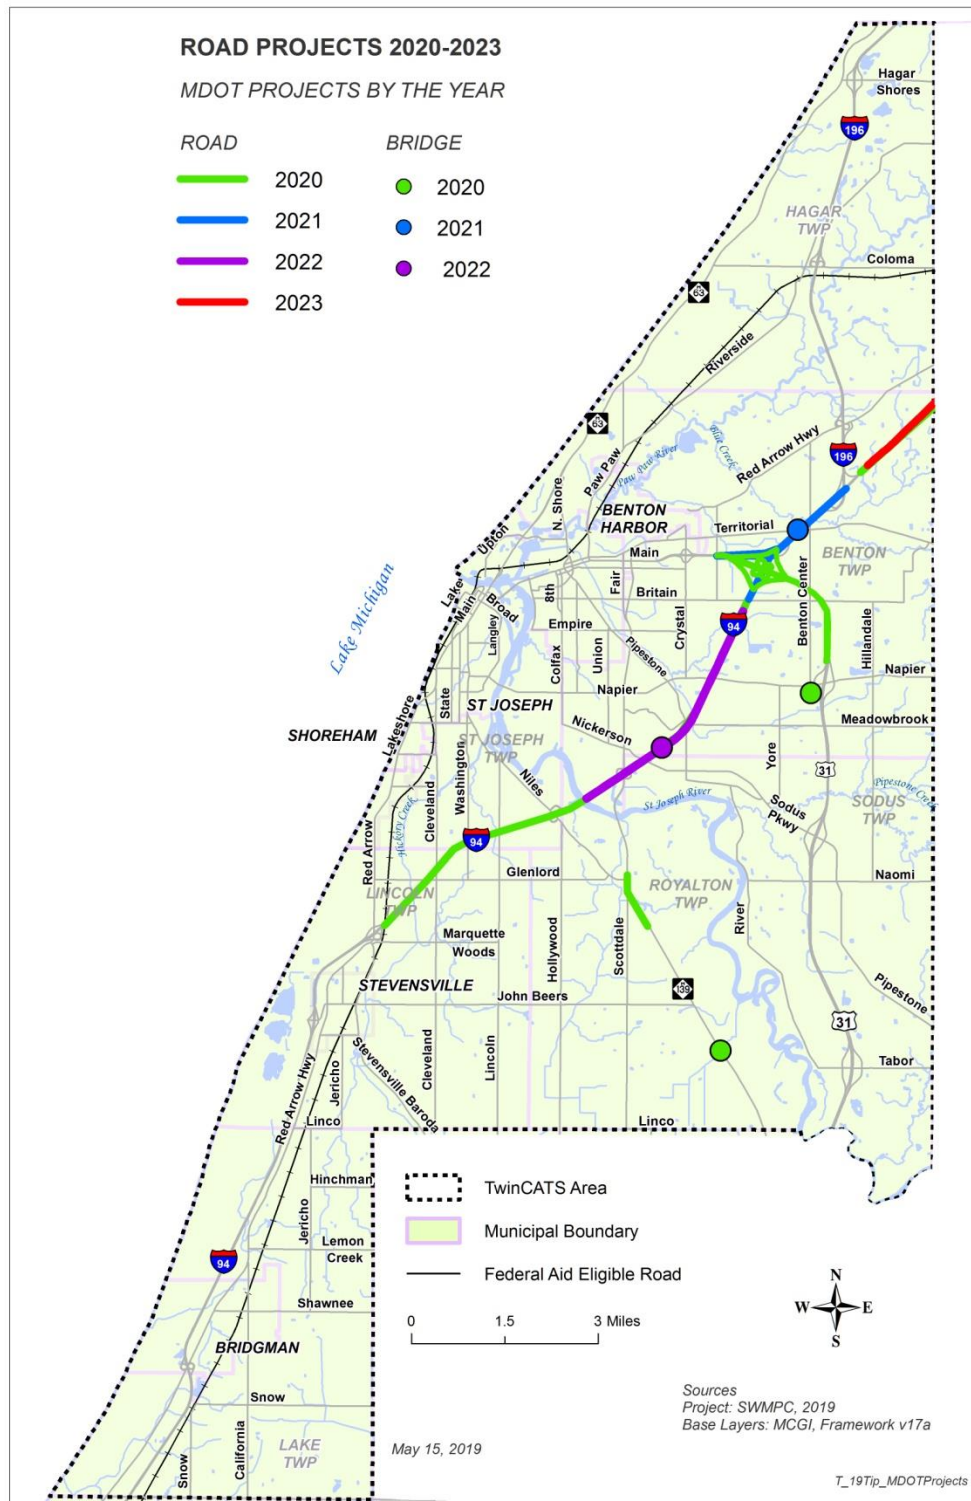 ROAD PROJECTS 2020-2023
MDOT PROJECTS BY THE YEAR
ROAD
BRIDGE
2020
2020
2021
2021
2022
2022
2023
Hagar
Shores
196
HAGAR
TWP
Coloma
63
Riverside
63
Blue Creek
Red Arrow Hwy
196
Paw Paw
Paw Paw River
N. Shore
BENTON
HARBOR
Territorial
Upton
Main
BENTON
TWP
Lake Michigan
Lake
Main
Broad
8th
Fair
Britain
Benton Center
Langley
Empire
Crystal
94
Hillandale
Colfax
Union
Pipestone
Napier
Napier
State
ST JOSEPH
Lakeshore
SHOREHAM
Nickerson
Meadowbrook
ST JOSEPH
TWP
Washington
Yore
31
Niles
Pipestone Creek
St Joseph River
Cleveland
Hickory Creek
Sodus
Pkwy
SODUS
TWP
Red Arrow
94
Glenlord
Naomi
LINCOLN
TWP
ROYALTON
TWP
River
Marquette
Woods
Hollywood
Scottdale
STEVENSVILLE
139
Pipestone
John Beers
31
Cleveland
Lincoln
Tabor
Red Arrow Hwy
Jericho
Stevensville Baroda
Linco
Linco
Hinchman
Jericho
TwinCATS Area
Municipal Boundary
Lemon
Creek
94
Federal Aid Eligible Road
Shawnee
N
W E
S
0 1.5 3 Miles
BRIDGMAN
Snow
Sources
Project: SWMPC, 2019
Base Layers: MCGI, Framework v17a
LAKE
TWP
California
Snow
May 15, 2019
T_19Tip_MDOTProjects